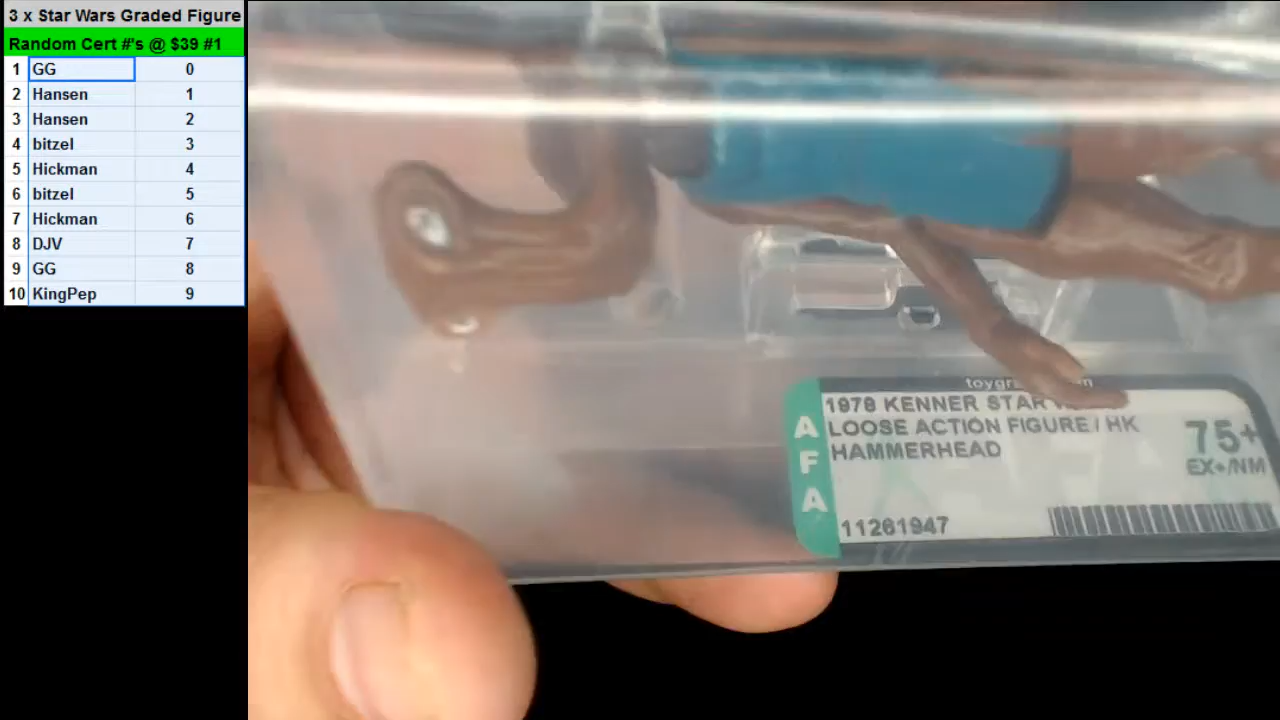 3 x Star Wars Graded Figure
Random Cert #'s @ $39 #1
1 GG 0
2 Hansen 1
3 Hansen 2
4 bitzel 3
5 Hickman 4
6 bitzel 5
7 Hickman 6
8 DJV 7
9 GG 8
10 KingPep 9
AFA
1978 KENNER STAR
LOOSE ACTION FIGURE / HK
HAMMERHEAD
75+
EX+/NM
11261947